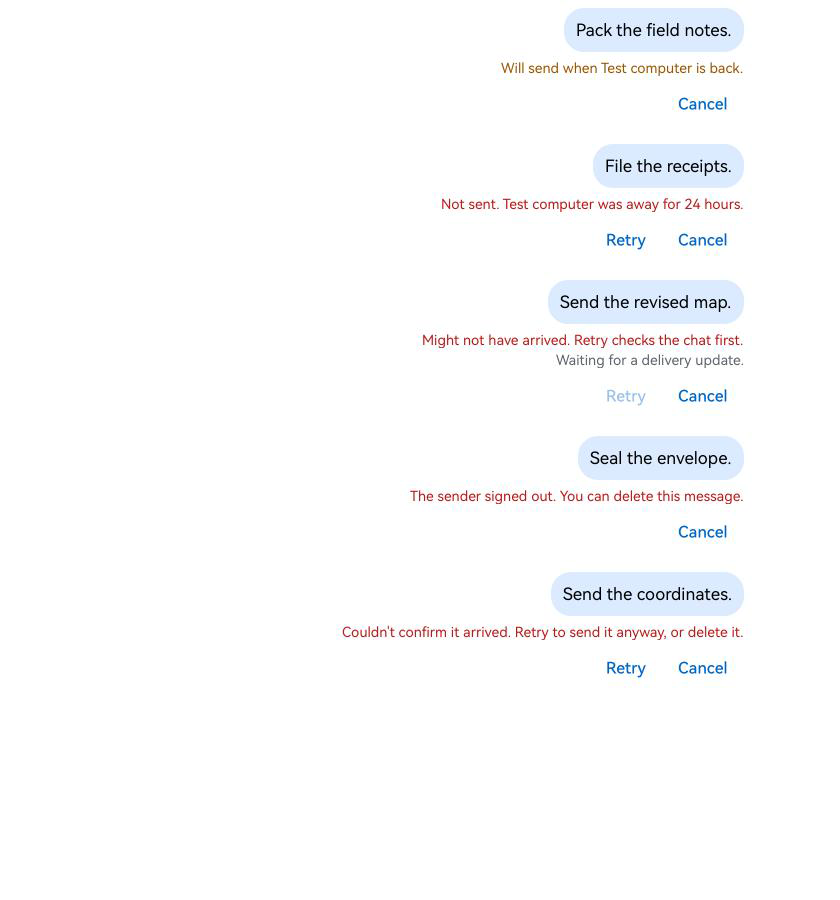 Pack the field notes.
Will send when Test computer is back.
Cancel
File the receipts.
Not sent. Test computer was away for 24 hours.
Retry Cancel
Send the revised map.
Might not have arrived. Retry checks the chat first.
Waiting for a delivery update.
Retry Cancel
Seal the envelope.
The sender signed out. You can delete this message.
Cancel
Send the coordinates.
Couldn't confirm it arrived. Retry to send it anyway, or delete it.
Retry Cancel